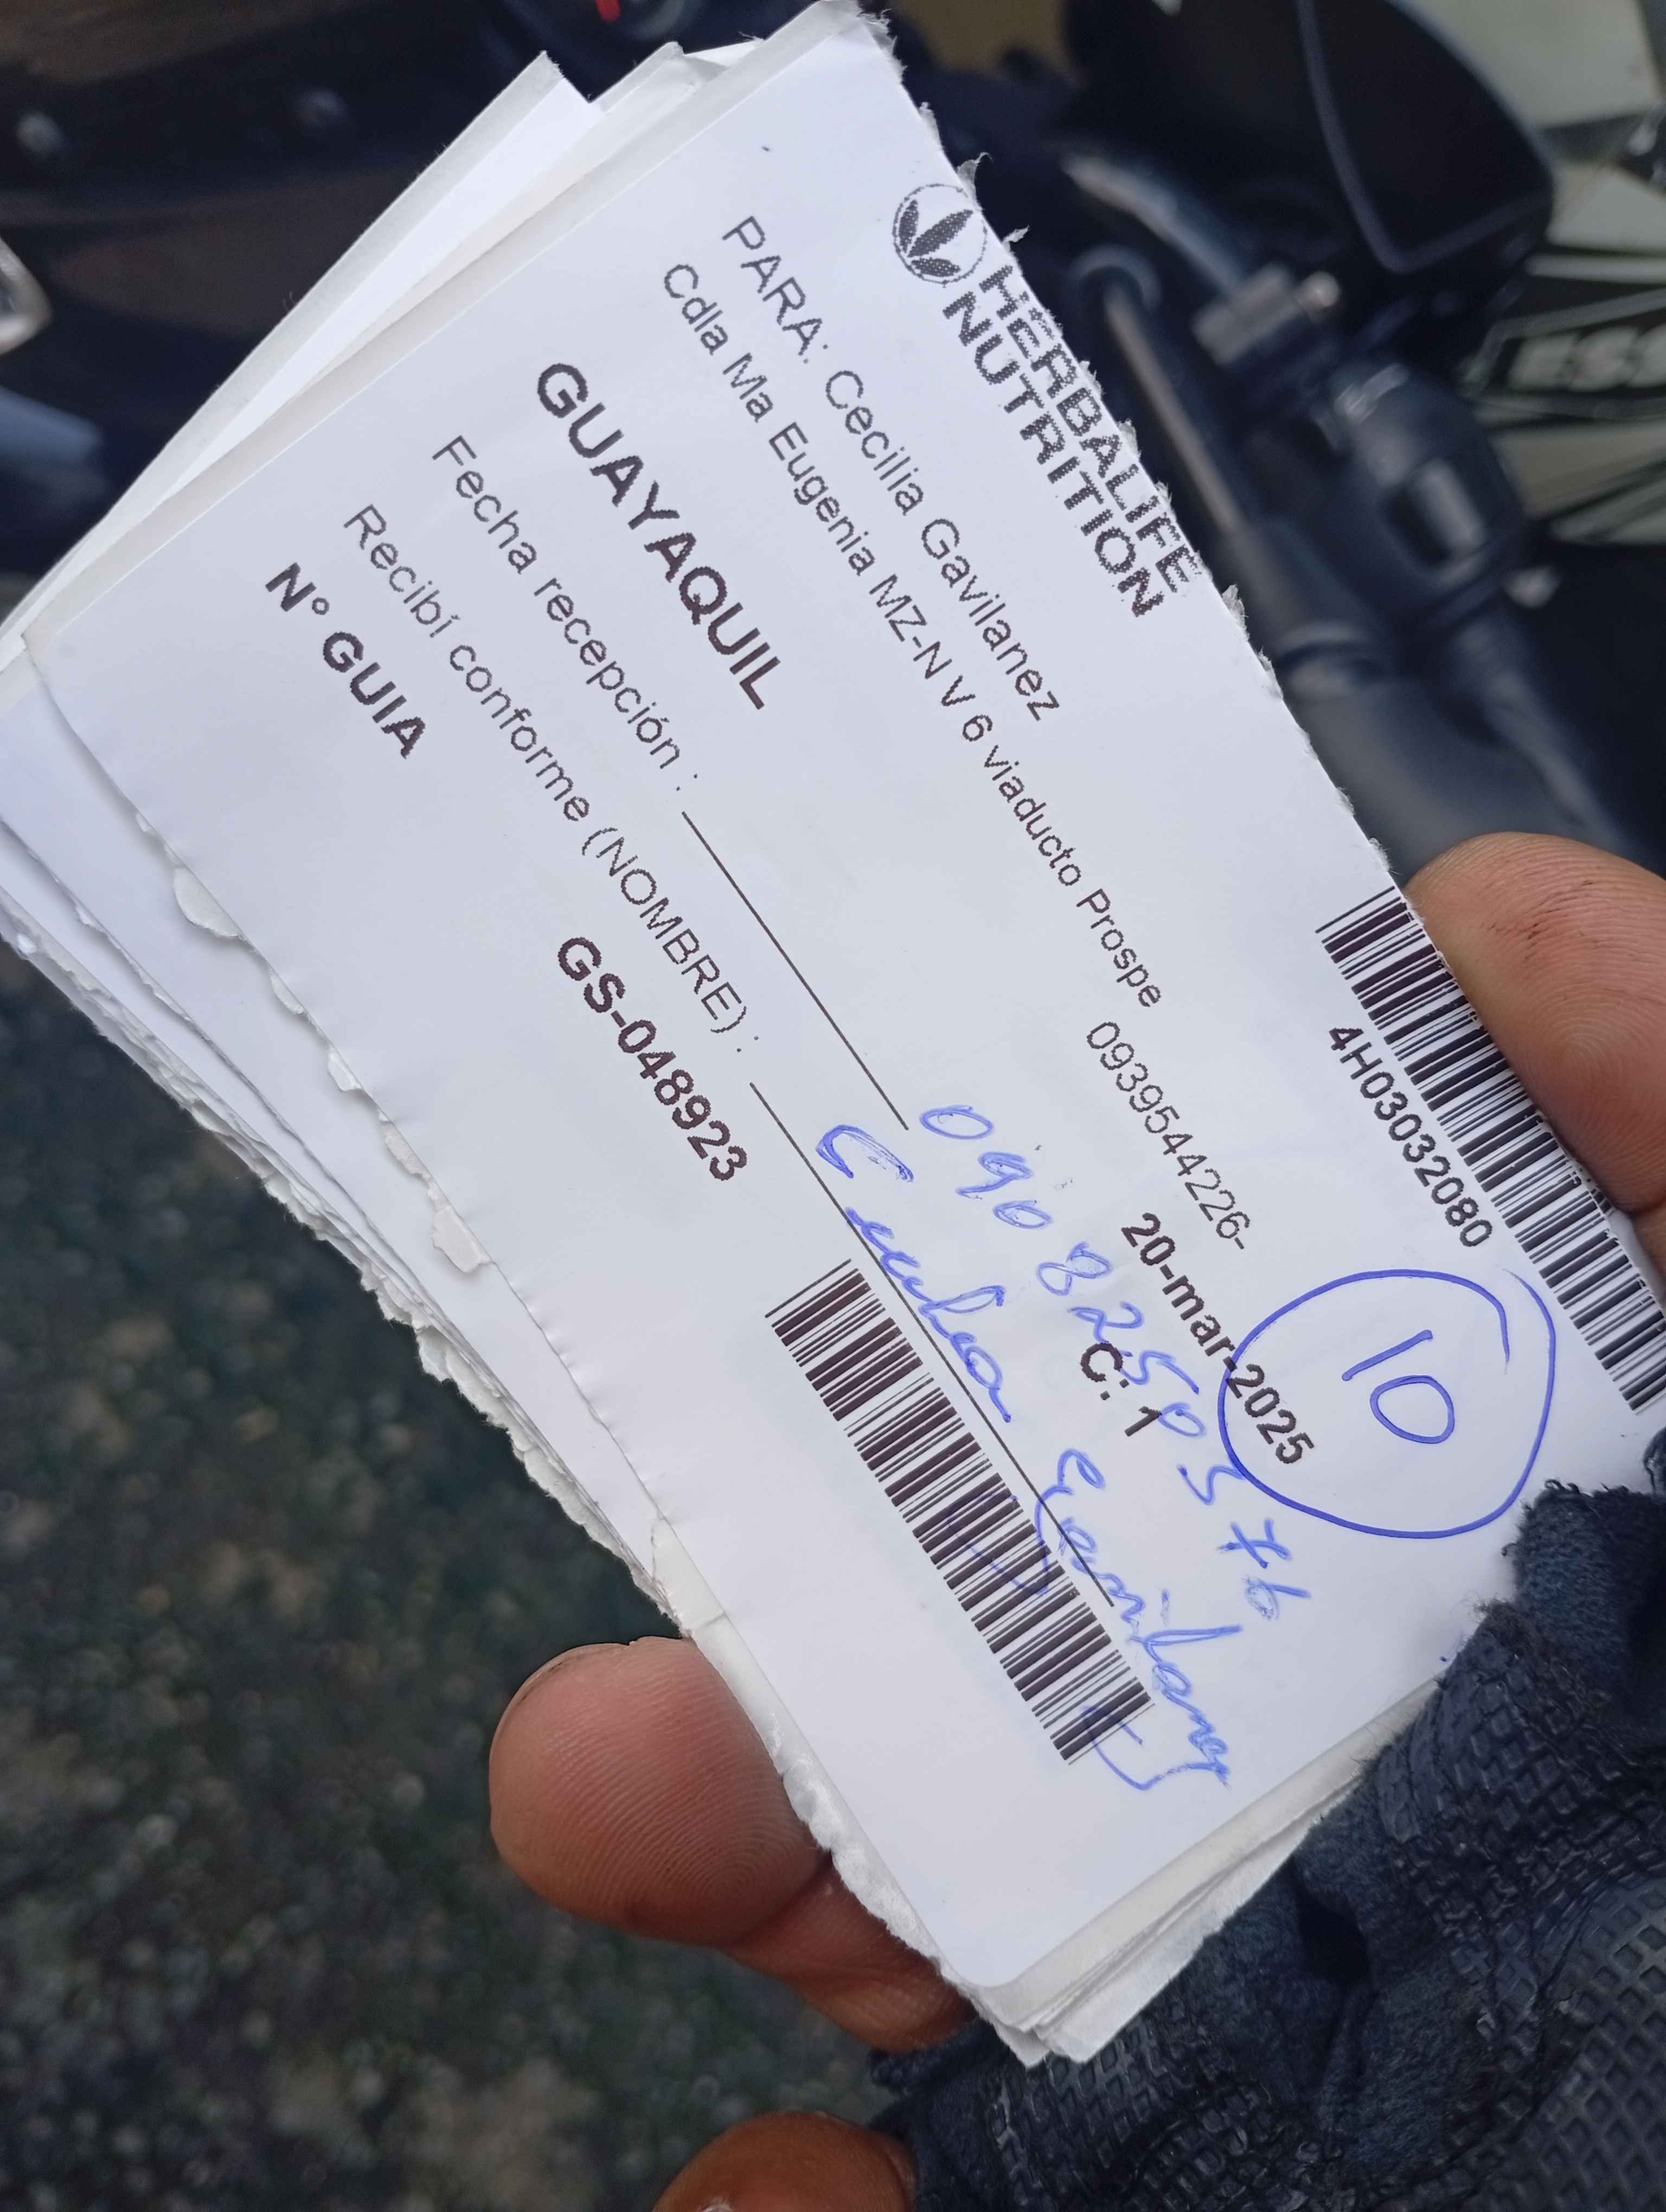 HERBALIFE
NUTRITION
4H03032080
PARA: Cecilia Gavilanez
Cdla Ma Eugenia MZ-N V 6 viaducto Prospe 0939544226-
10
20-mar-2025
GUAYAQUIL
C: 1
Fecha recepción :
Recibí conforme (NOMBRE) :
N° GUIA GS-048923